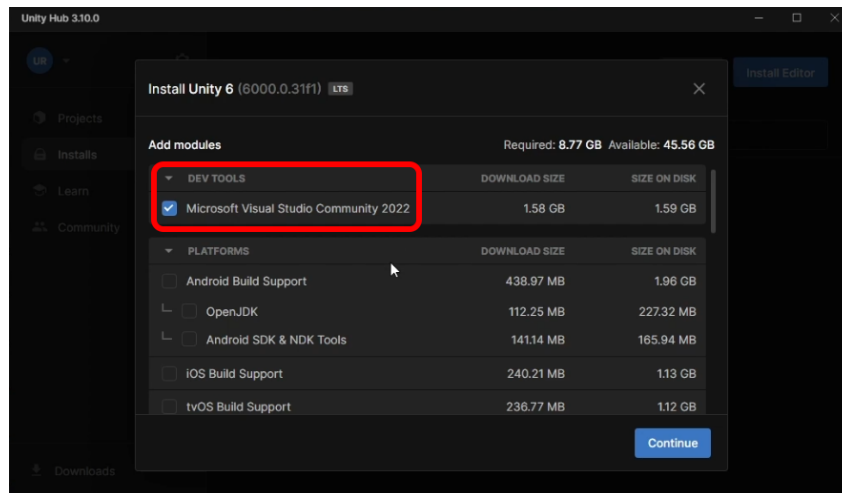 Unity Hub 3.10.0
UR
Install Editor
Install Unity 6 (6000.0.31f1) LTS
Projects
Installs
Learn
Community
Downloads
Add modules Required: 8.77 GB Available: 45.56 GB
DEV TOOLS DOWNLOAD SIZE SIZE ON DISK
Microsoft Visual Studio Community 2022 1.58 GB 1.59 GB
PLATFORMS DOWNLOAD SIZE SIZE ON DISK
Android Build Support 438.97 MB 1.96 GB
OpenJDK 112.25 MB 227.32 MB
Android SDK & NDK Tools 141.14 MB 165.94 MB
iOS Build Support 240.21 MB 1.13 GB
tvOS Build Support 236.77 MB 1.12 GB
Continue